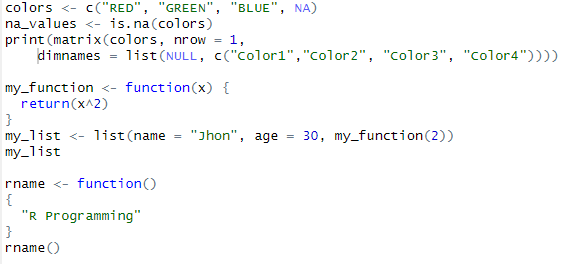 colors <- c("RED", "GREEN", "BLUE", NA)
na_values <- is.na(colors)
print(matrix(colors, nrow = 1,
     dimnames = list(NULL, c("Color1","Color2", "Color3", "Color4"))))

my_function <- function(x) {
  return(x^2)
}
my_list <- list(name = "Jhon", age = 30, my_function(2))
my_list

rname <- function()
{
  "R Programming"
}
rname()